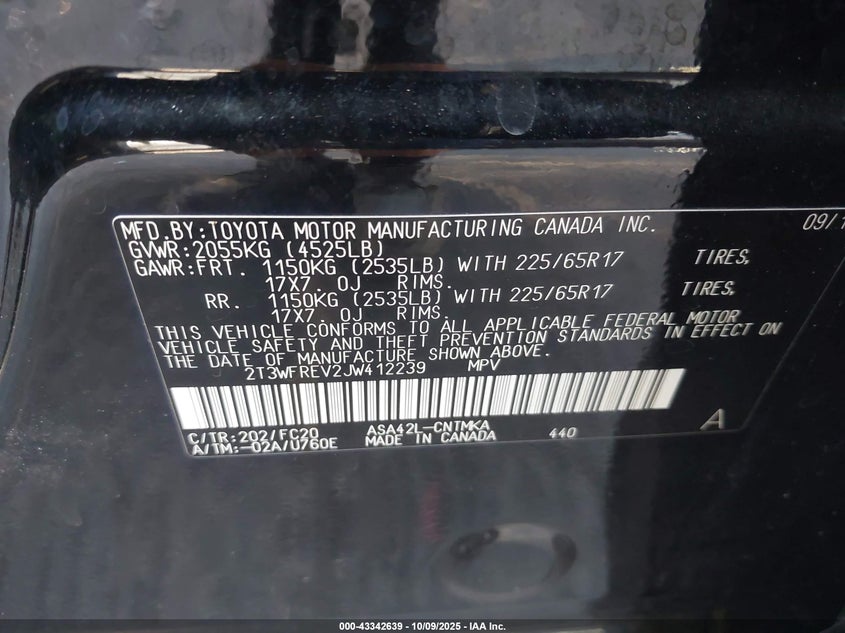 MFD.BY:TOYOTA MOTOR MANUFACTURING CANADA INC. 09/1
GVWR:2055KG (4525LB)
GAWR:FRT. 1150KG (2535LB) WITH 225/65R17 TIRES,
17X7. 0J RIMS.
RR. 1150KG (2535LB) WITH 225/65R17 TIRES,
17X7. 0J RIMS.
THIS VEHICLE CONFORMS TO ALL APPLICABLE FEDERAL MOTOR
VEHICLE SAFETY AND THEFT PREVENTION STANDARDS IN EFFECT ON
THE DATE OF MANUFACTURE SHOWN ABOVE.
2T3WFREV2JW412239 MPV
C/TR:202/FC20 ASA42L-CNTMKA 440 A
A/TM:-02A/U760E MADE IN CANADA
000-43342639 - 10/09/2025 - IAA Inc.